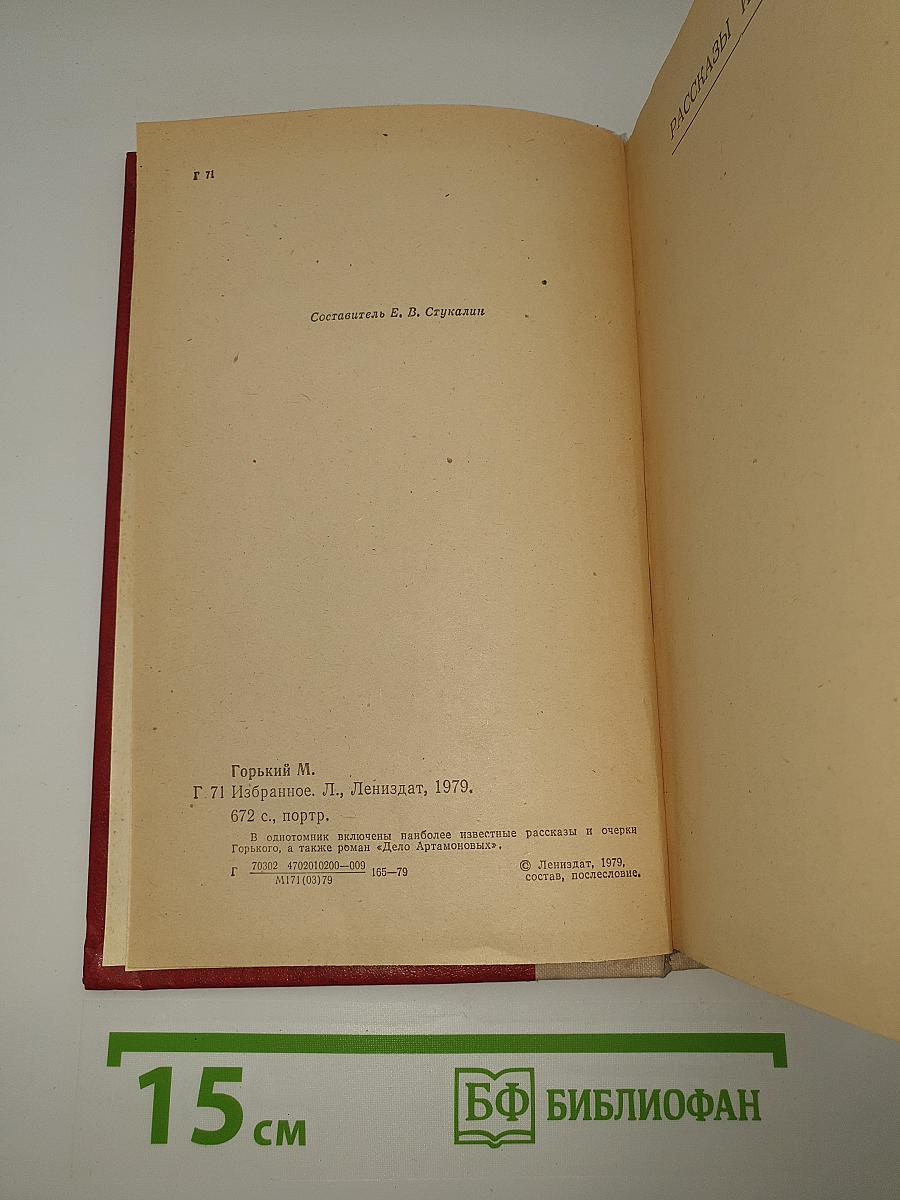 Г 71
Составитель Е. В. Стукалин
Горький М.
Г 71 Избранное. Л., Лениздат, 1979.
672 с., портр.
В однотомник включены наиболее известные рассказы и очерки
Горького, а также роман «Дело Артамоновых».
Г 70302 4702010200—009 165—79
М171(03)79
© Лениздат, 1979,
состав, послесловие.
РАССКАЗЫ
15 см
БФ БИБЛИОФАН